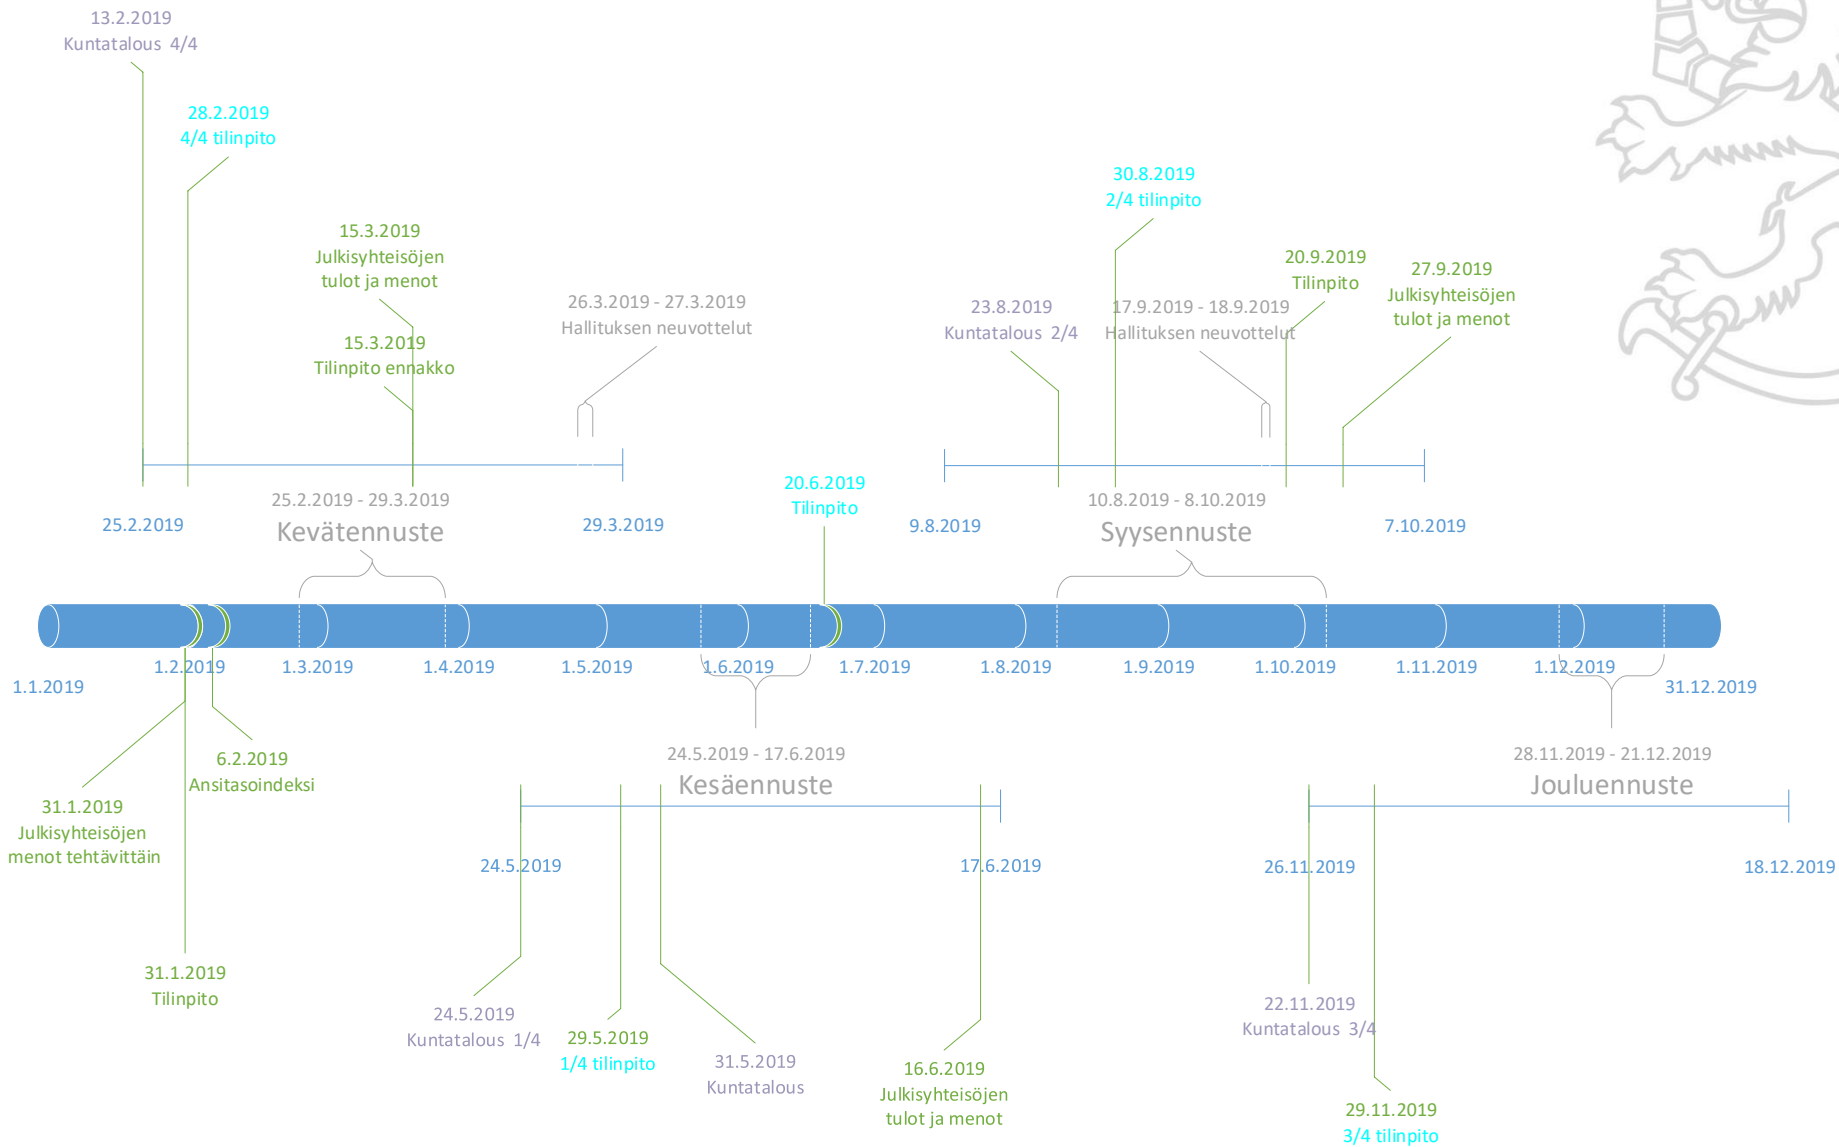 13.2.2019
Kuntatalous 4/4
28.2.2019
4/4 tilinpito
15.3.2019
Julkisyhteisöjen
tulot ja menot
15.3.2019
Tilinpito ennakko
26.3.2019 - 27.3.2019
Hallituksen neuvottelut
30.8.2019
2/4 tilinpito
23.8.2019
Kuntatalous 2/4
17.9.2019 - 18.9.2019
Hallituksen neuvottelut
20.9.2019
Tilinpito
27.9.2019
Julkisyhteisöjen
tulot ja menot
25.2.2019
25.2.2019 - 29.3.2019
Kevätennuste
29.3.2019
20.6.2019
Tilinpito
9.8.2019
10.8.2019 - 8.10.2019
Syysennuste
7.10.2019
1.1.2019
1.2.2019
1.3.2019
1.4.2019
1.5.2019
1.6.2019
1.7.2019
1.8.2019
1.9.2019
1.10.2019
1.11.2019
1.12.2019
31.12.2019
31.1.2019
Julkisyhteisöjen
menot tehtävittäin
6.2.2019
Ansitasoindeksi
31.1.2019
Tilinpito
24.5.2019 - 17.6.2019
Kesäennuste
24.5.2019
17.6.2019
24.5.2019
Kuntatalous 1/4
29.5.2019
1/4 tilinpito
31.5.2019
Kuntatalous
16.6.2019
Julkisyhteisöjen
tulot ja menot
28.11.2019 - 21.12.2019
Jouluennuste
26.11.2019
18.12.2019
22.11.2019
Kuntatalous 3/4
29.11.2019
3/4 tilinpito